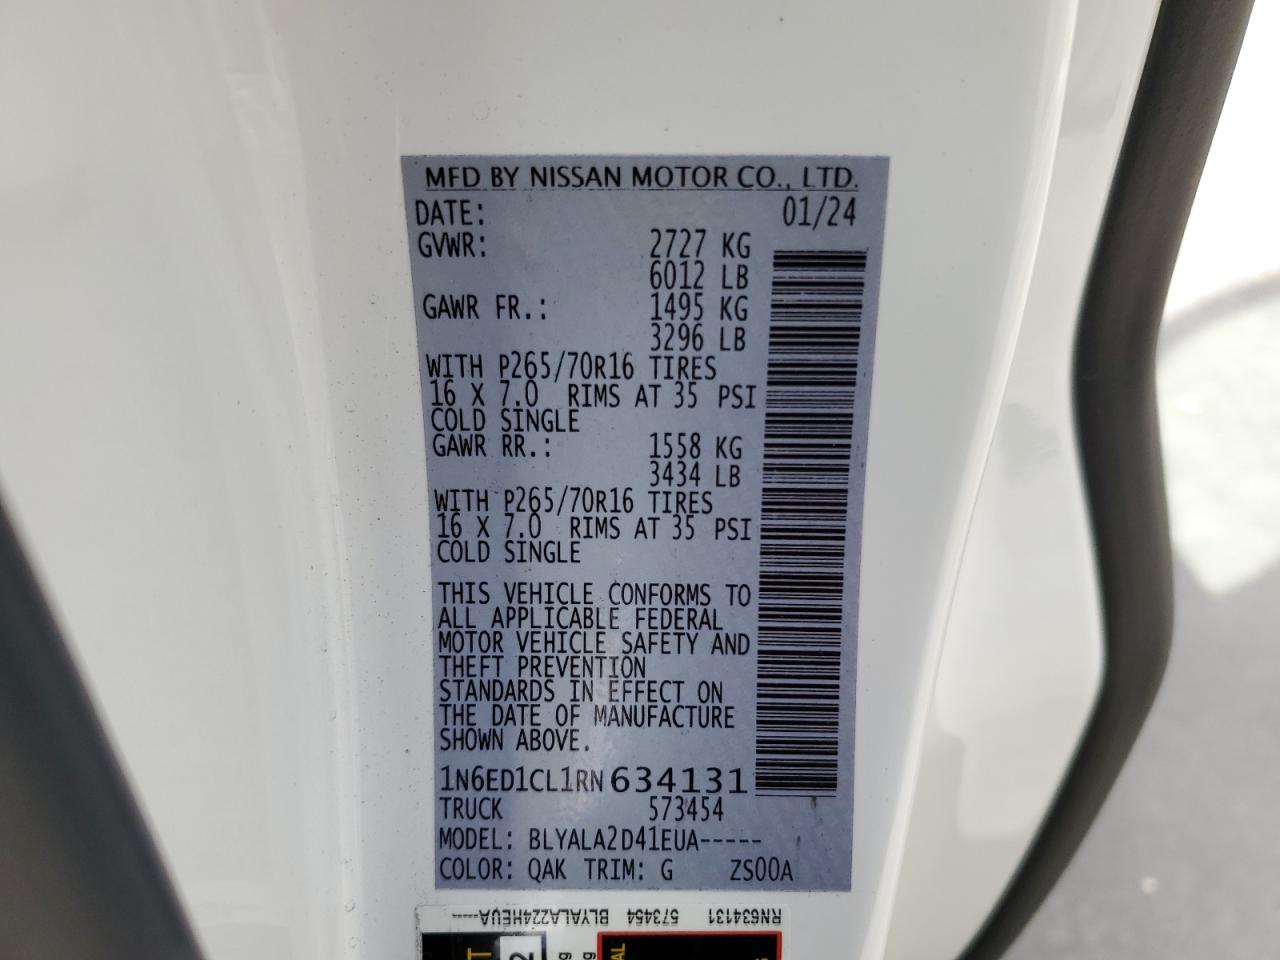 MFD BY NISSAN MOTOR CO., LTD.
DATE: 01/24
GVWR: 2727 KG
6012 LB
GAWR FR.: 1495 KG
3296 LB
WITH P265/70R16 TIRES
16 X 7.0 RIMS AT 35 PSI
COLD SINGLE
GAWR RR.: 1558 KG
3434 LB
WITH P265/70R16 TIRES
16 X 7.0 RIMS AT 35 PSI
COLD SINGLE
THIS VEHICLE CONFORMS TO
ALL APPLICABLE FEDERAL
MOTOR VEHICLE SAFETY AND
THEFT PREVENTION
STANDARDS IN EFFECT ON
THE DATE OF MANUFACTURE
SHOWN ABOVE.
1N6ED1CL1RN634131
TRUCK 573454
MODEL: BLYALA2D41EUA-----
COLOR: QAK TRIM: G ZS00A
RN634131 573454 BLYALAZ24HEUA-----